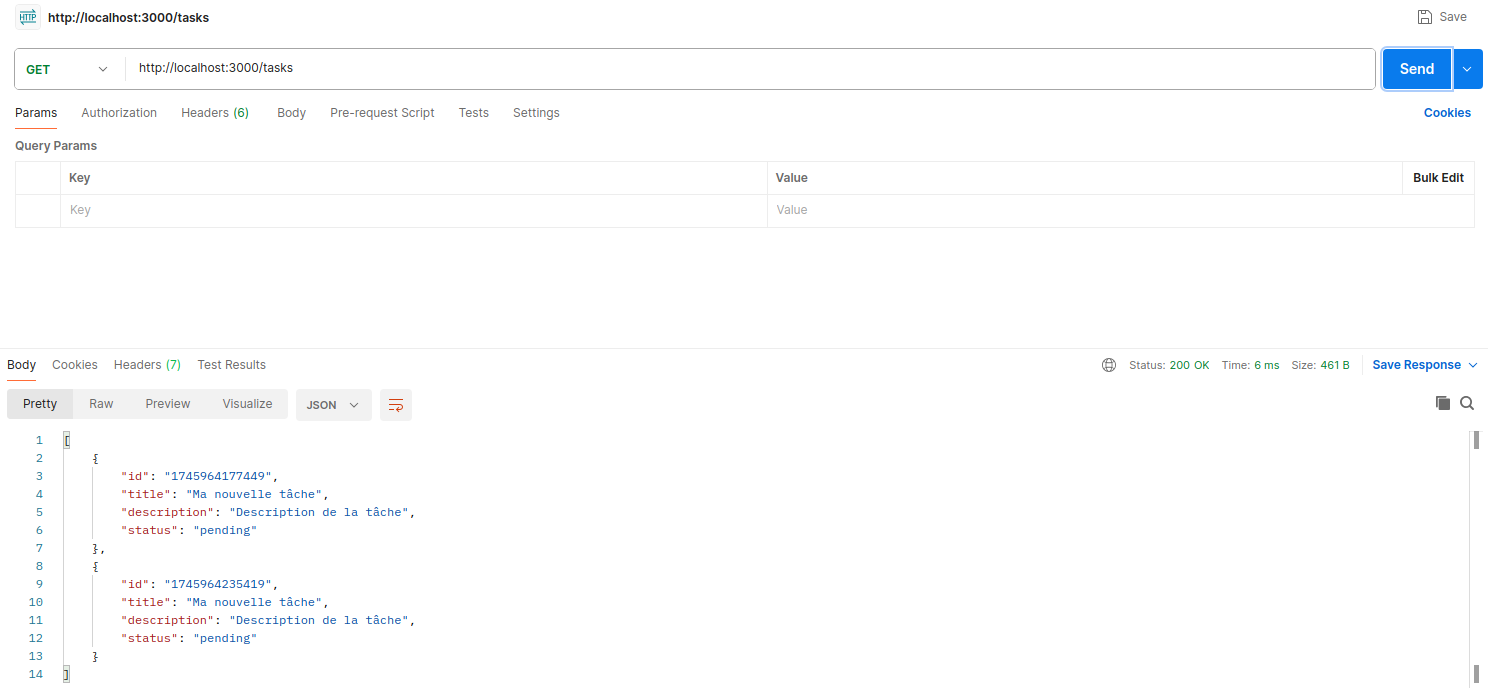 HTTP http://localhost:3000/tasks Save
GET http://localhost:3000/tasks Send
Params Authorization Headers (6) Body Pre-request Script Tests Settings Cookies
Query Params
Key Value Bulk Edit
Key Value
Body Cookies Headers (7) Test Results Status: 200 OK Time: 6 ms Size: 461 B Save Response
Pretty Raw Preview Visualize JSON
1 [
2 {
3 "id": "1745964177449",
4 "title": "Ma nouvelle tâche",
5 "description": "Description de la tâche",
6 "status": "pending"
7 },
8 {
9 "id": "1745964235419",
10 "title": "Ma nouvelle tâche",
11 "description": "Description de la tâche",
12 "status": "pending"
13 }
14 ]